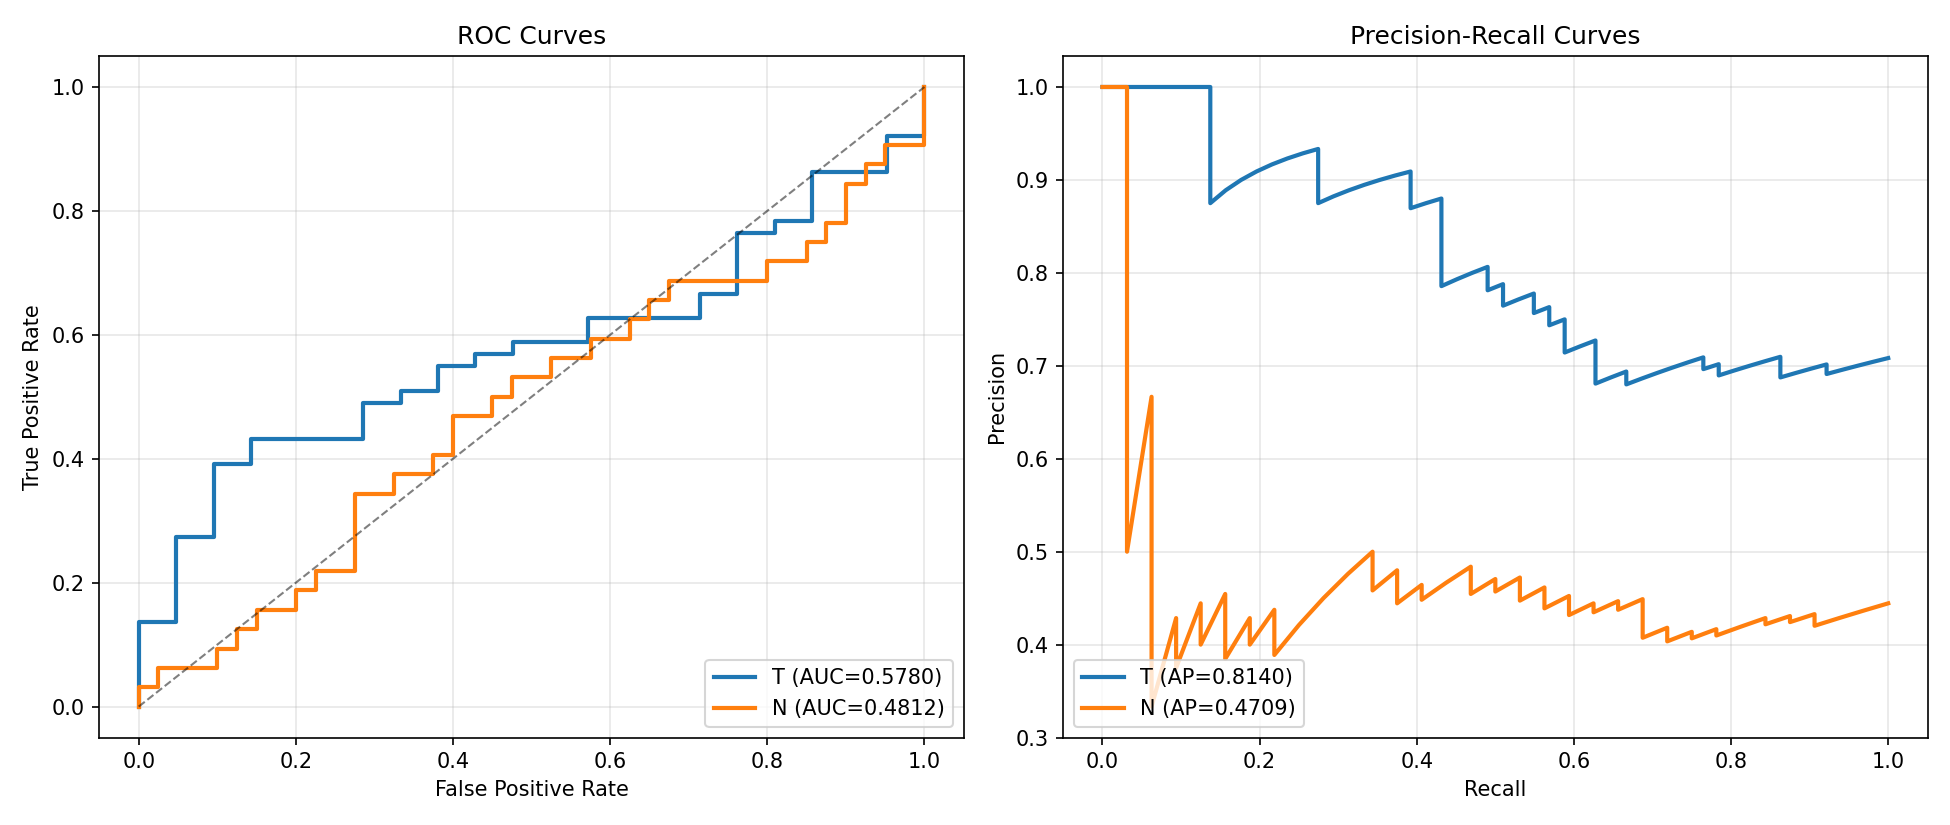 ROC Curves
True Positive Rate
1.0
0.8
0.6
0.4
0.2
0.0
T (AUC=0.5780)
N (AUC=0.4812)
0.0 0.2 0.4 0.6 0.8 1.0
False Positive Rate
Precision-Recall Curves
Precision
1.0
0.9
0.8
0.7
0.6
0.5
0.4
0.3
T (AP=0.8140)
N (AP=0.4709)
0.0 0.2 0.4 0.6 0.8 1.0
Recall